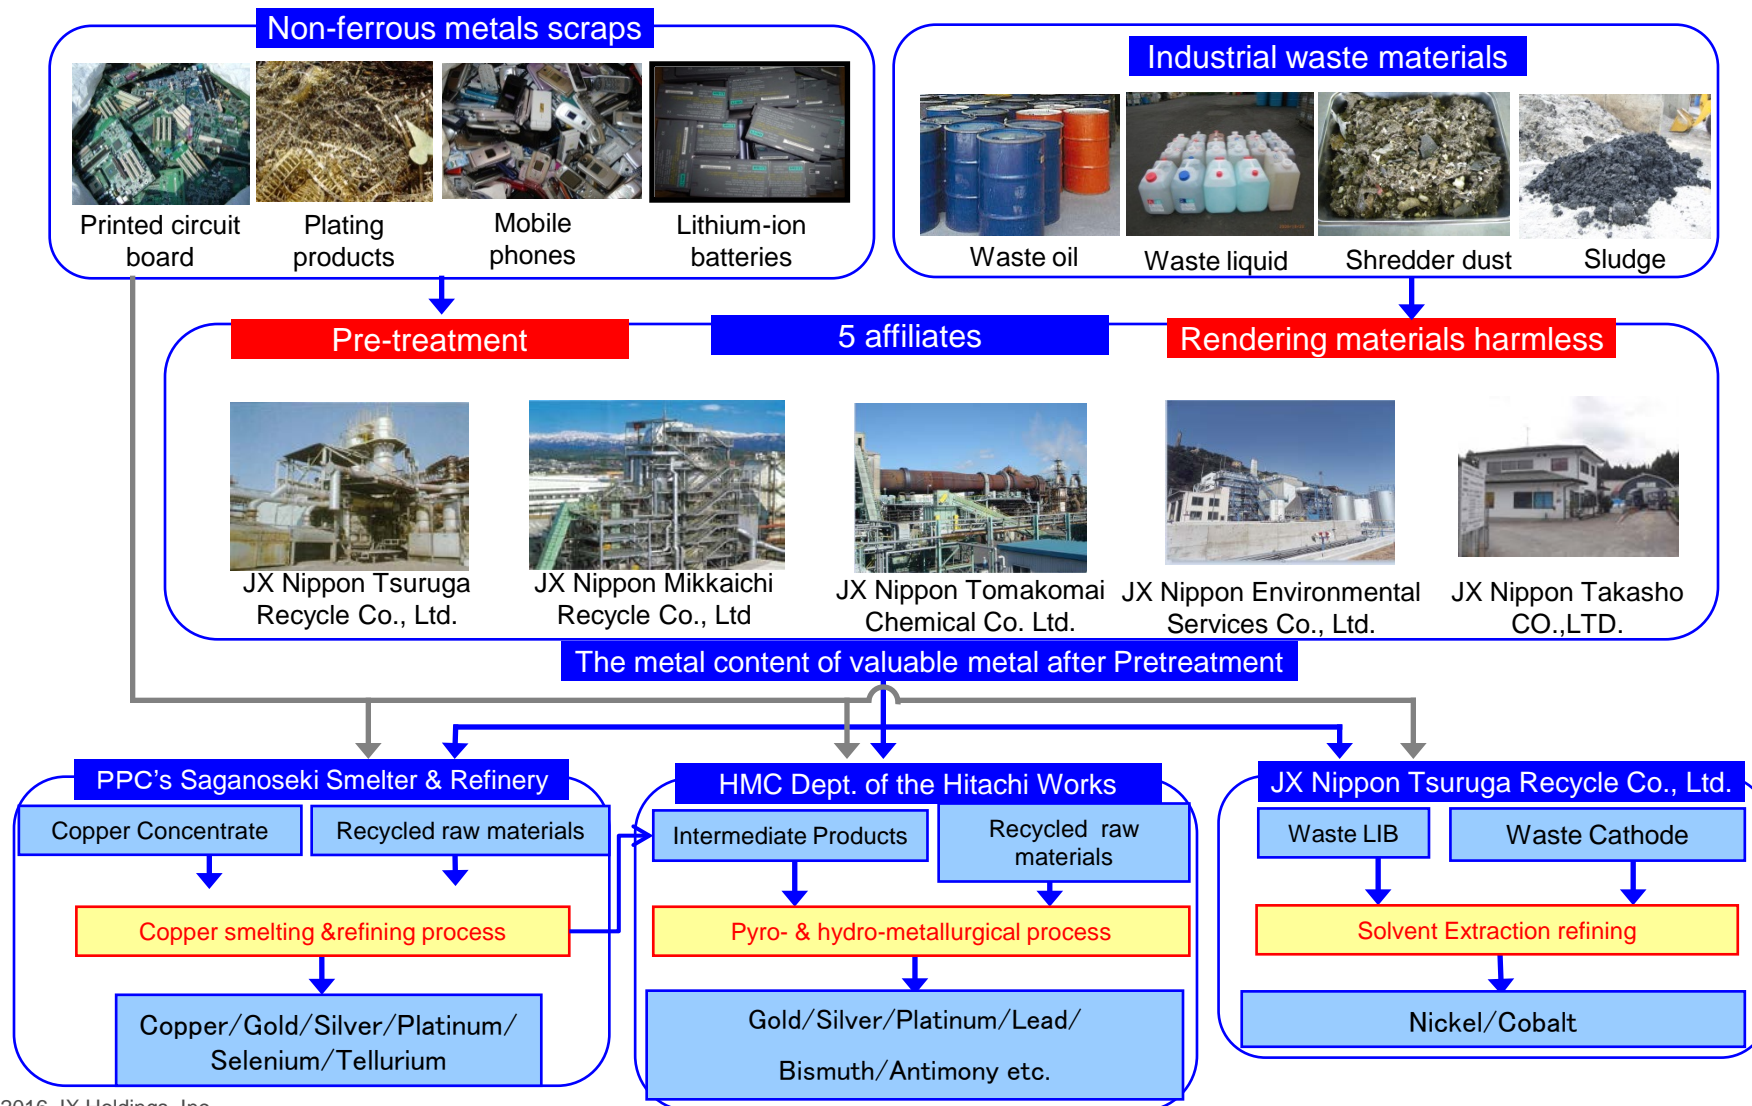 Non-ferrous metals scraps
Industrial waste materials
Printed circuit
board
Plating
products
Mobile
phones
Lithium-ion
batteries
Waste oil
Waste liquid
Shredder dust
Sludge
Pre-treatment
5 affiliates
Rendering materials harmless
JX Nippon Tsuruga
Recycle Co., Ltd.
JX Nippon Mikkaichi
Recycle Co., Ltd
JX Nippon Tomakomai
Chemical Co. Ltd.
JX Nippon Environmental
Services Co., Ltd.
JX Nippon Takasho
CO.,LTD.
The metal content of valuable metal after Pretreatment
PPC's Saganoseki Smelter & Refinery
Copper Concentrate
Recycled raw materials
Copper smelting &refining process
Copper/Gold/Silver/Platinum/
Selenium/Tellurium
HMC Dept. of the Hitachi Works
Intermediate Products
Recycled raw
materials
Pyro- & hydro-metallurgical process
Gold/Silver/Platinum/Lead/
Bismuth/Antimony etc.
JX Nippon Tsuruga Recycle Co., Ltd.
Waste LIB
Waste Cathode
Solvent Extraction refining
Nickel/Cobalt
2016 JX Holdings, Inc.